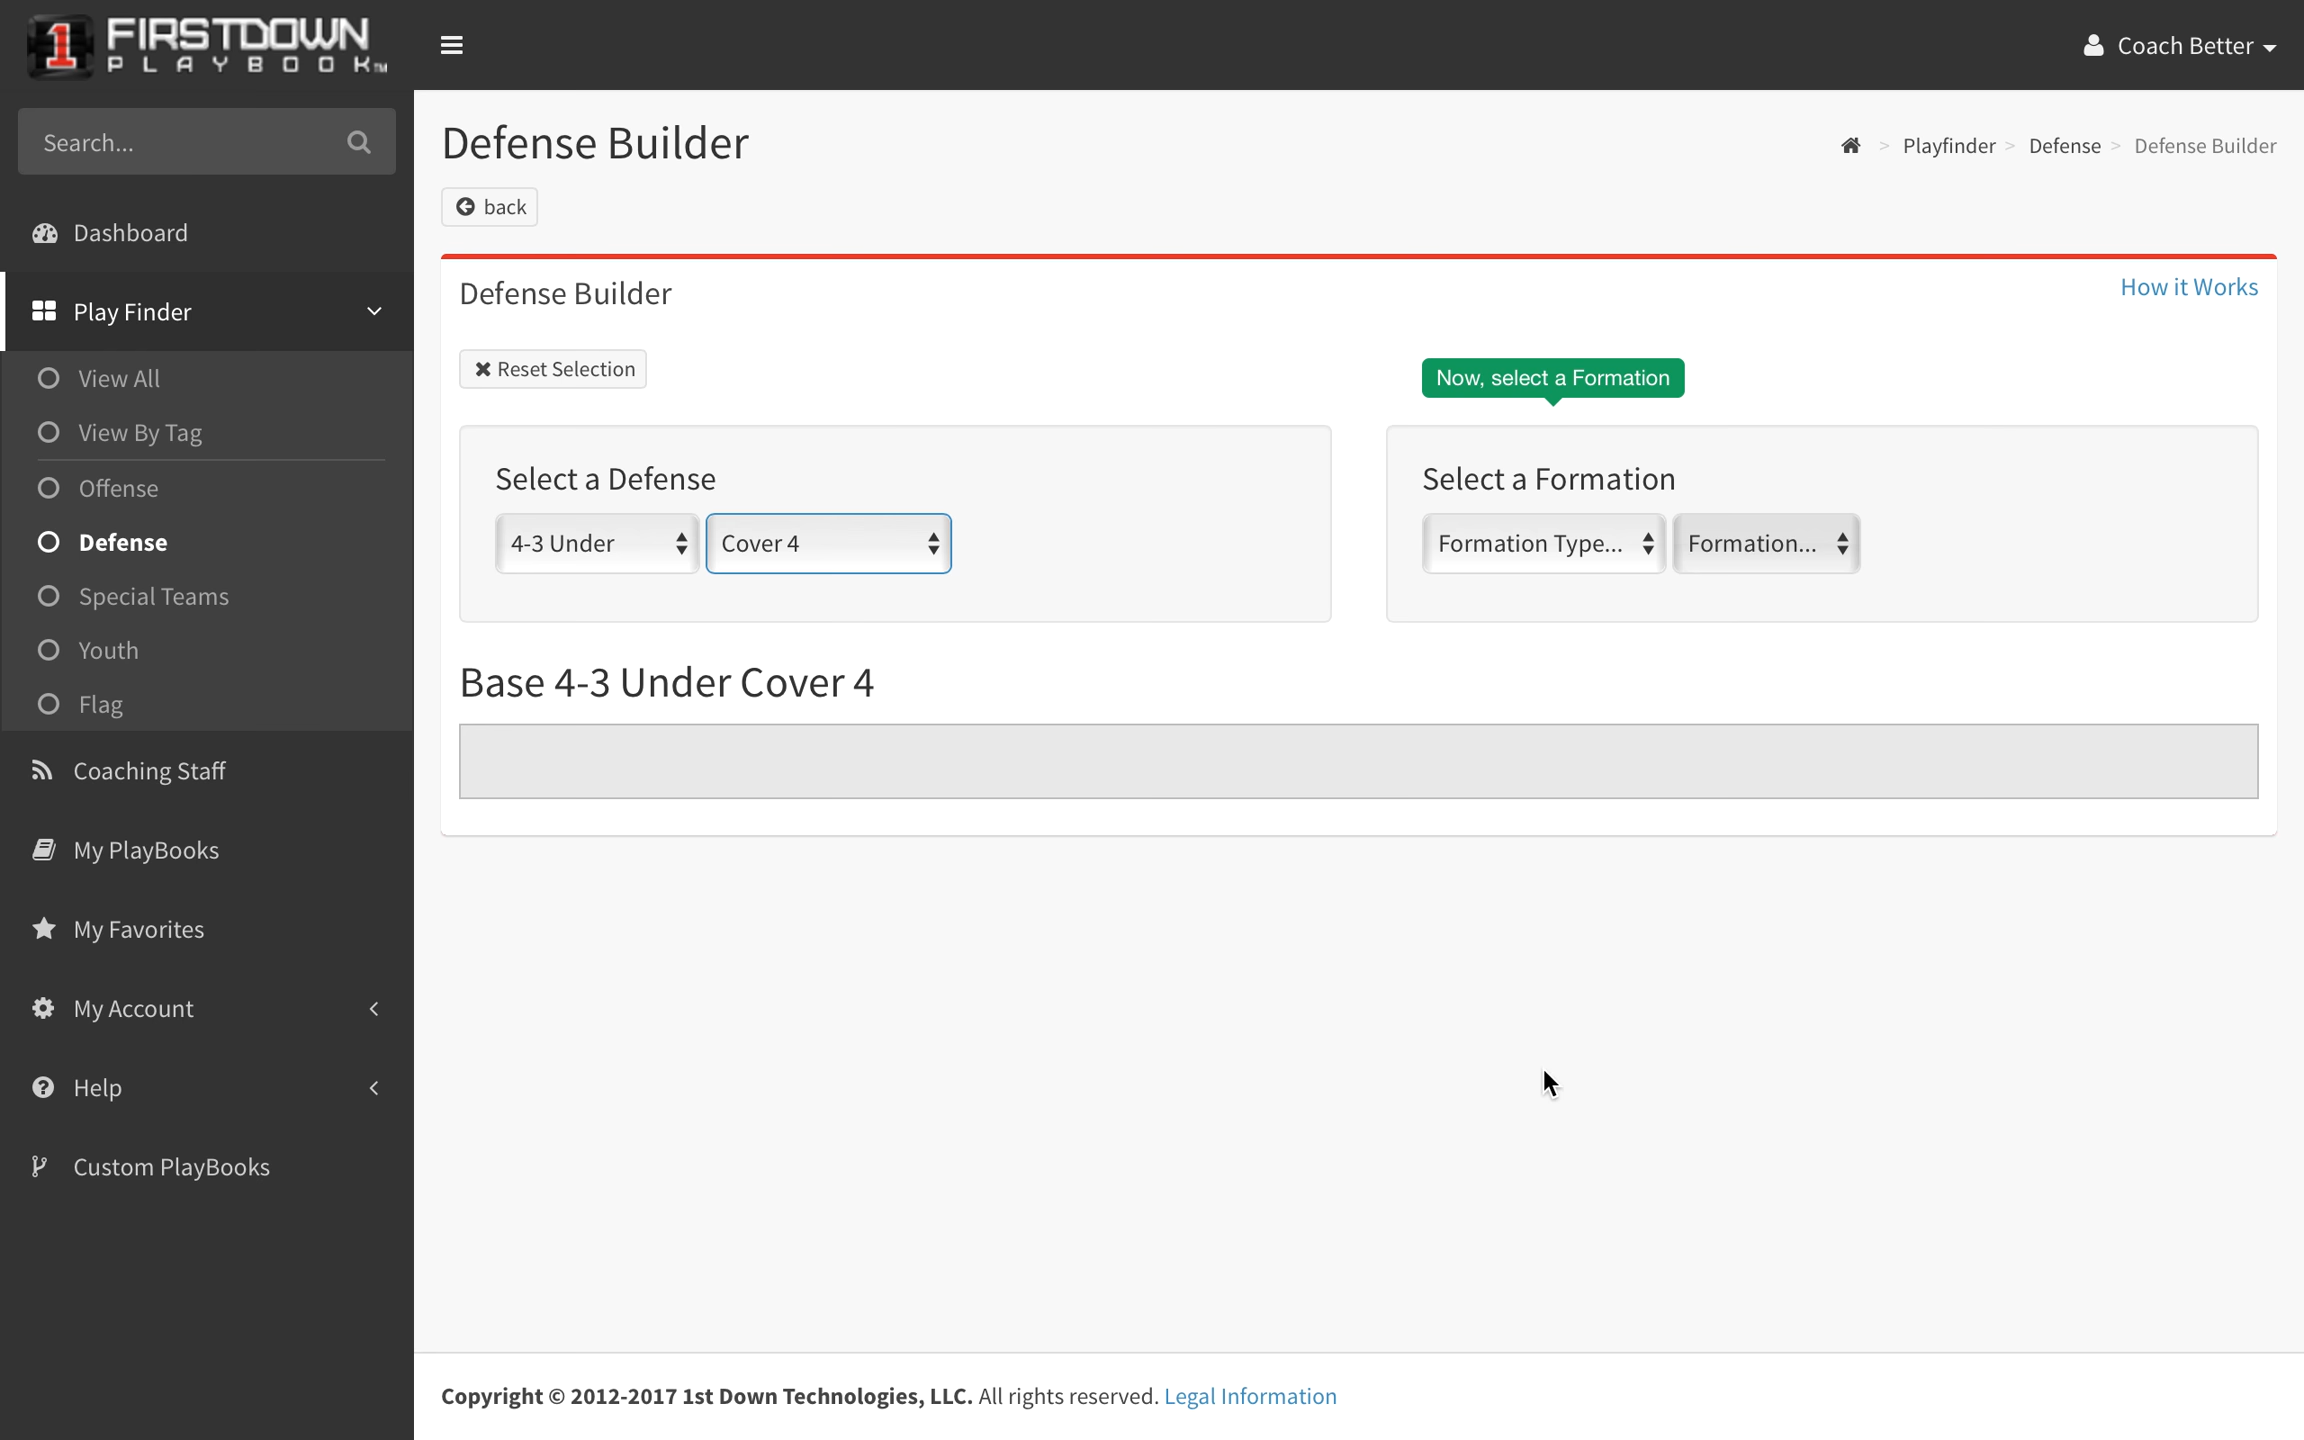 1 FIRSTDOWN
PLAYBOOK™
Coach Better
Search...
Dashboard
Play Finder
View All
View By Tag
Offense
Defense
Special Teams
Youth
Flag
Coaching Staff
My PlayBooks
My Favorites
My Account
Help
Custom PlayBooks
Defense Builder
> Playfinder > Defense > Defense Builder
back
Defense Builder
How it Works
Reset Selection
Now, select a Formation
Select a Defense
4-3 Under Cover 4
Select a Formation
Formation Type... Formation...
Base 4-3 Under Cover 4
Copyright © 2012-2017 1st Down Technologies, LLC. All rights reserved. Legal Information